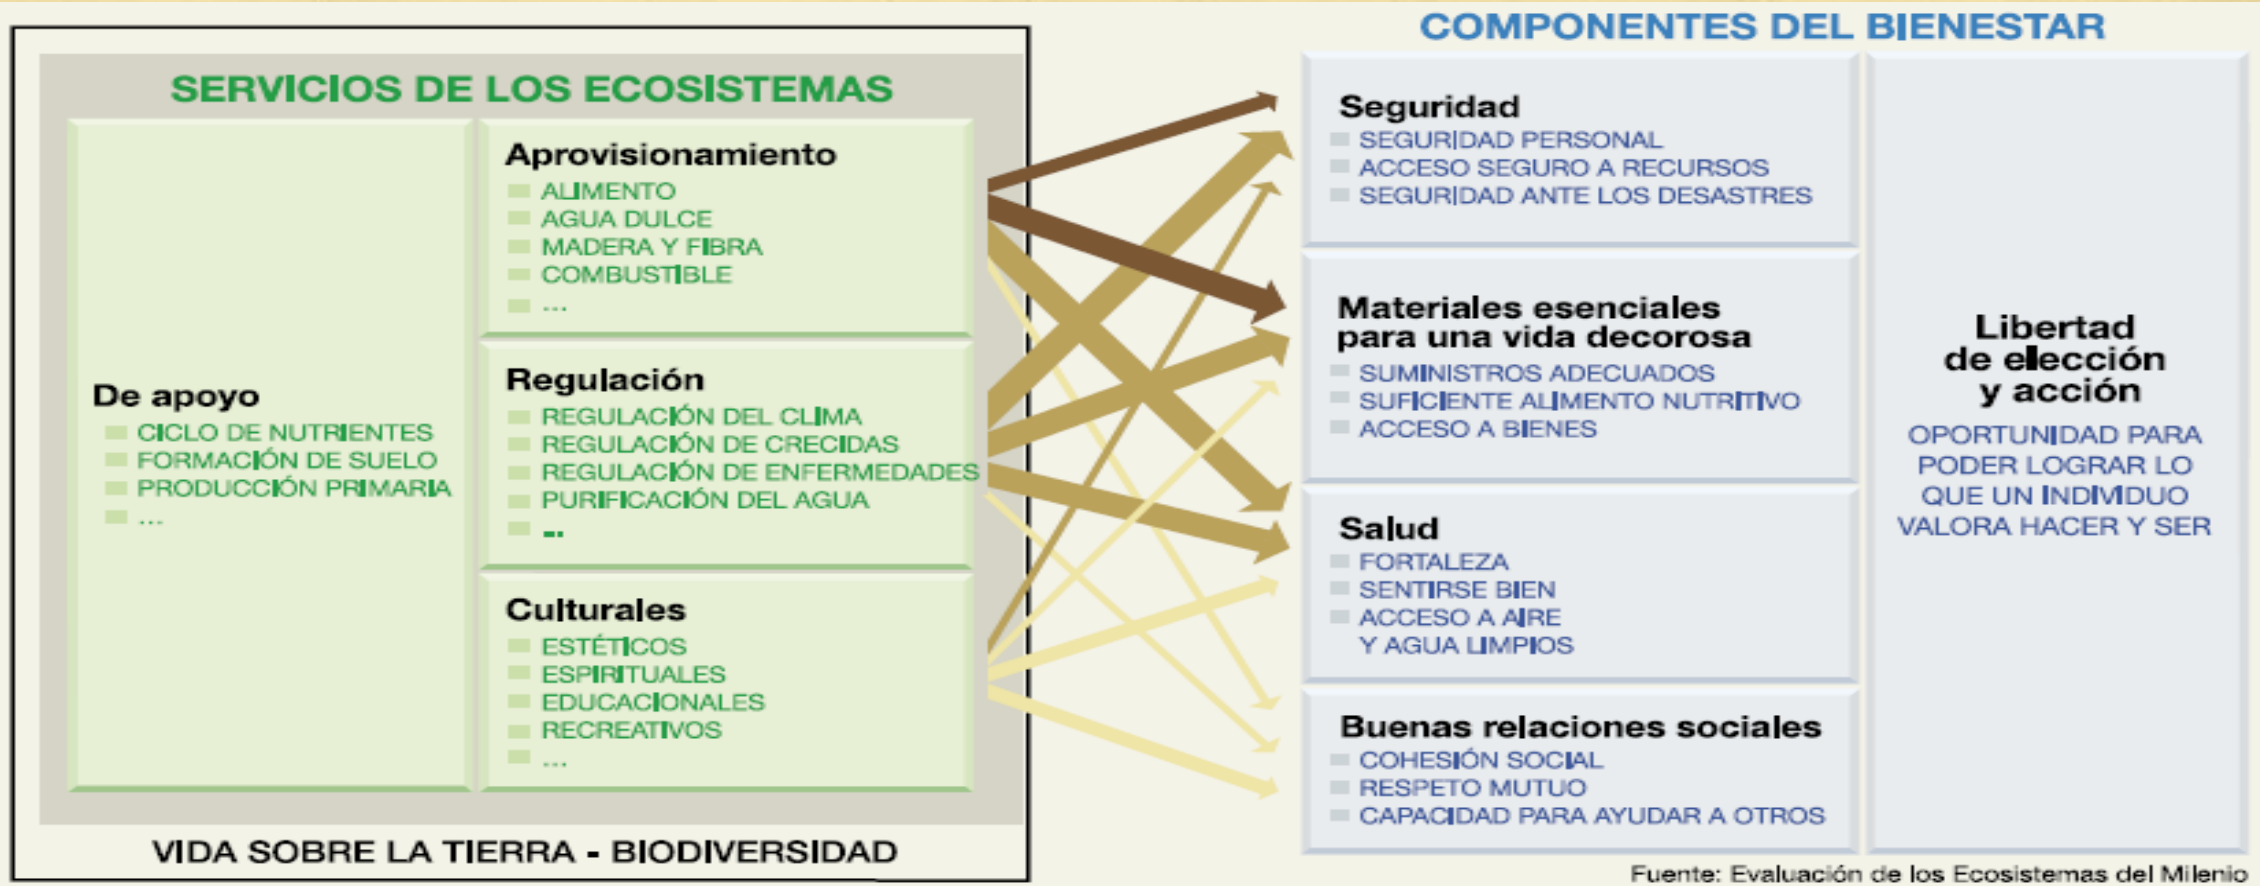 SERVICIOS DE LOS ECOSISTEMAS
De apoyo
CICLO DE NUTRIENTES
FORMACIÓN DE SUELO
PRODUCCIÓN PRIMARIA
...
Aprovisionamiento
ALIMENTO
AGUA DULCE
MADERA Y FIBRA
COMBUSTIBLE
...
Regulación
REGULACIÓN DEL CLIMA
REGULACIÓN DE CRECIDAS
REGULACIÓN DE ENFERMEDADES
PURIFICACIÓN DEL AGUA
...
Culturales
ESTÉTICOS
ESPIRITUALES
EDUCACIONALES
RECREATIVOS
...
VIDA SOBRE LA TIERRA - BIODIVERSIDAD
COMPONENTES DEL BIENESTAR
Seguridad
SEGURIDAD PERSONAL
ACCESO SEGURO A RECURSOS
SEGURIDAD ANTE LOS DESASTRES
Materiales esenciales
para una vida decorosa
SUMINISTROS ADECUADOS
SUFICIENTE ALIMENTO NUTRITIVO
ACCESO A BIENES
Salud
FORTALEZA
SENTIRSE BIEN
ACCESO A AIRE
Y AGUA LIMPIOS
Buenas relaciones sociales
COHESIÓN SOCIAL
RESPETO MUTUO
CAPACIDAD PARA AYUDAR A OTROS
Libertad
de elección
y acción
OPORTUNIDAD PARA
PODER LOGRAR LO
QUE UN INDIVIDUO
VALORA HACER Y SER
Fuente: Evaluación de los Ecosistemas del Milenio